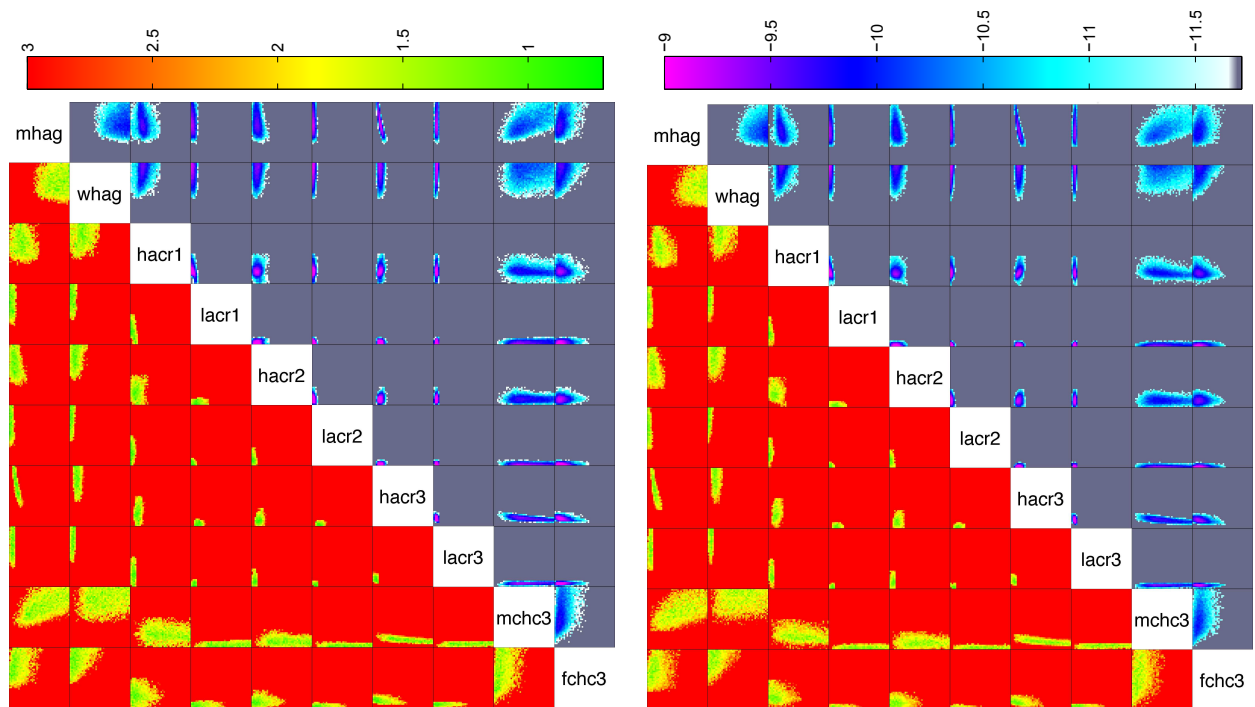 3 2.5 2 1.5 1
-9 -9.5 -10 -10.5 -11 -11.5
mhag
whag
hacr1
lacr1
hacr2
lacr2
hacr3
lacr3
mchc3
fchc3
mhag
whag
hacr1
lacr1
hacr2
lacr2
hacr3
lacr3
mchc3
fchc3